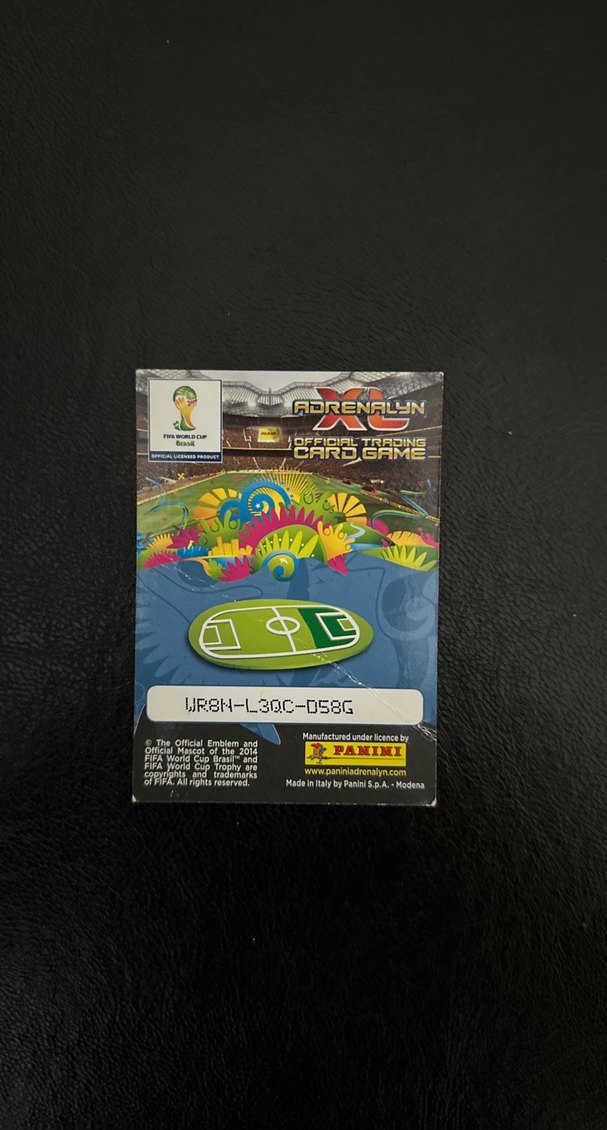 FIFA WORLD CUP
Brasil
OFFICIAL LICENSED PRODUCT
ADRENALYN
XL
OFFICIAL TRADING
CARD GAME
PANINI
WR8N-L3QC-D58G
© The Official Emblem and
Official Mascot of the 2014
FIFA World Cup Brasil™ and
FIFA World Cup Trophy are
copyrights and trademarks
of FIFA. All rights reserved.
Manufactured under licence by
PANINI
www.paniniadrenalyn.com
Made in Italy by Panini S.p.A. - Modena